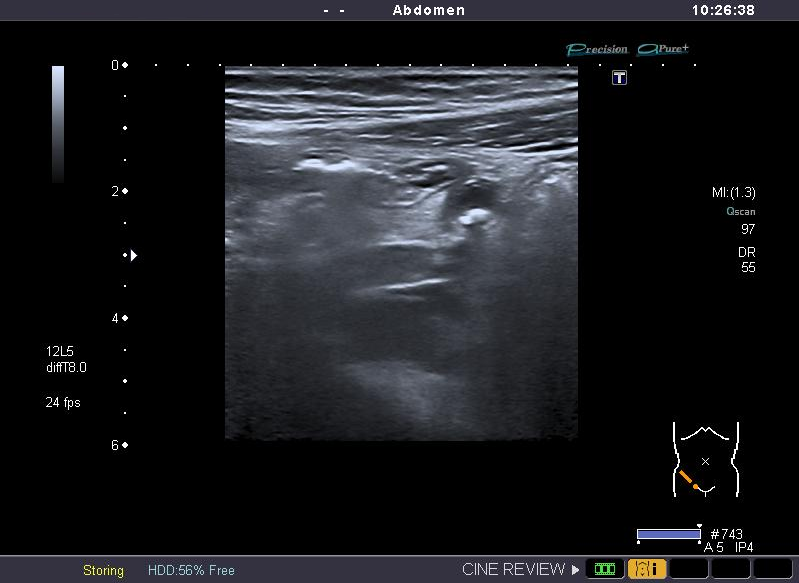 - - Abdomen 10:26:38
Precision APure+
0
T
2
MI:(1.3)
Qscan
97
DR
55
4
12L5
diffT8.0
24 fps
6
#743
A 5 IP4
Storing HDD:56% Free CINE REVIEW
i